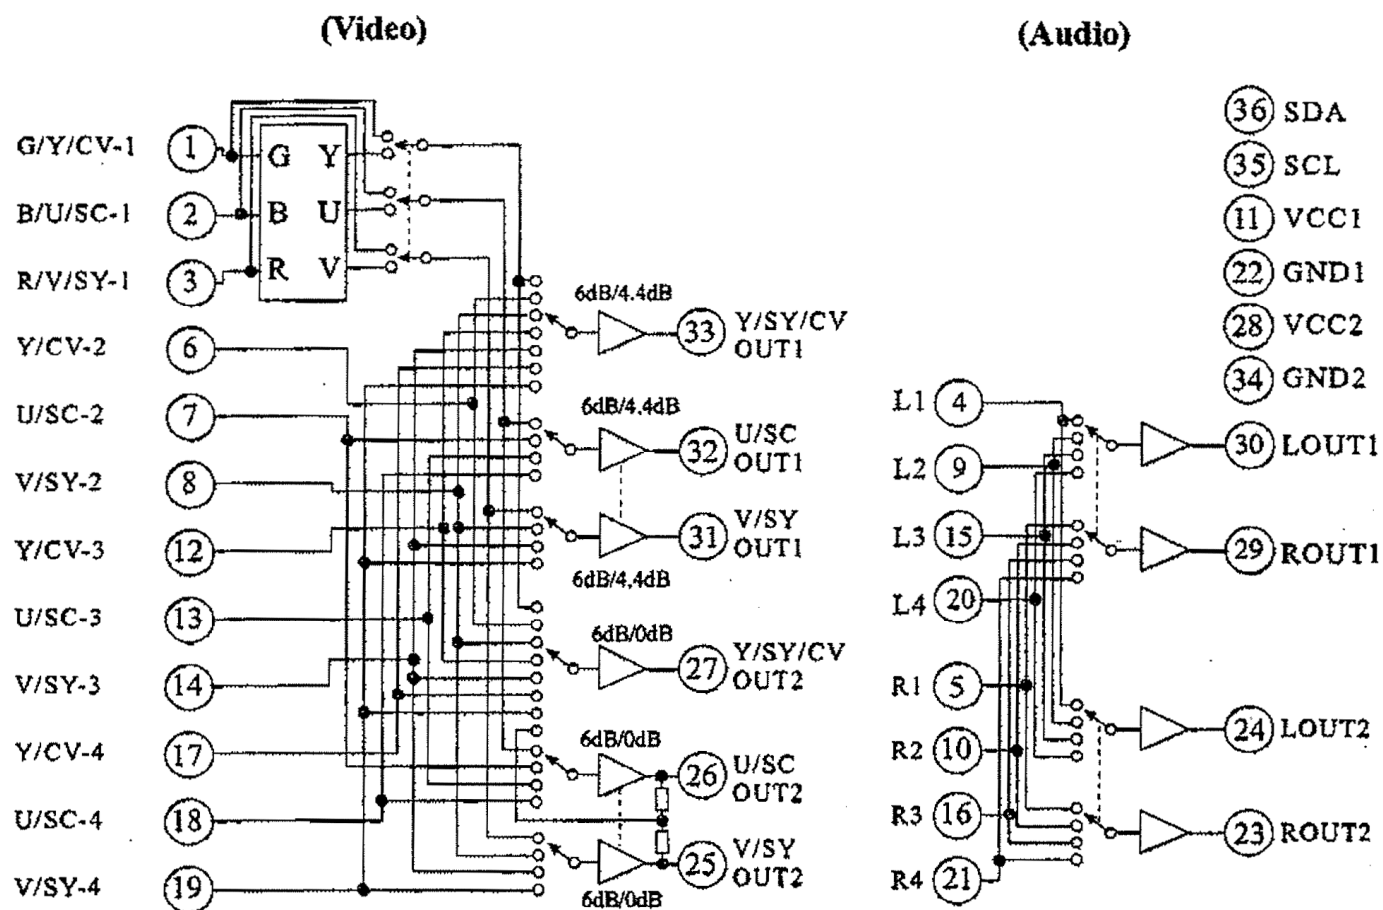 (Video)
(Audio)
G/Y/CV-1 1
B/U/SC-1 2
R/V/SY-1 3
G Y
B U
R V
Y/CV-2 6
U/SC-2 7
V/SY-2 8
Y/CV-3 12
U/SC-3 13
V/SY-3 14
Y/CV-4 17
U/SC-4 18
V/SY-4 19
6dB/4.4dB
33 Y/SY/CV
OUT1
6dB/4.4dB
32 U/SC
OUT1
31 V/SY
OUT1
6dB/4,4dB
6dB/0dB
27 Y/SY/CV
OUT2
6dB/0dB
26 U/SC
OUT2
25 V/SY
OUT2
6dB/0dB
36 SDA
35 SCL
11 VCC1
22 GND1
28 VCC2
34 GND2
L1 4
L2 9
L3 15
L4 20
R1 5
R2 10
R3 16
R4 21
30 LOUT1
29 ROUT1
24 LOUT2
23 ROUT2